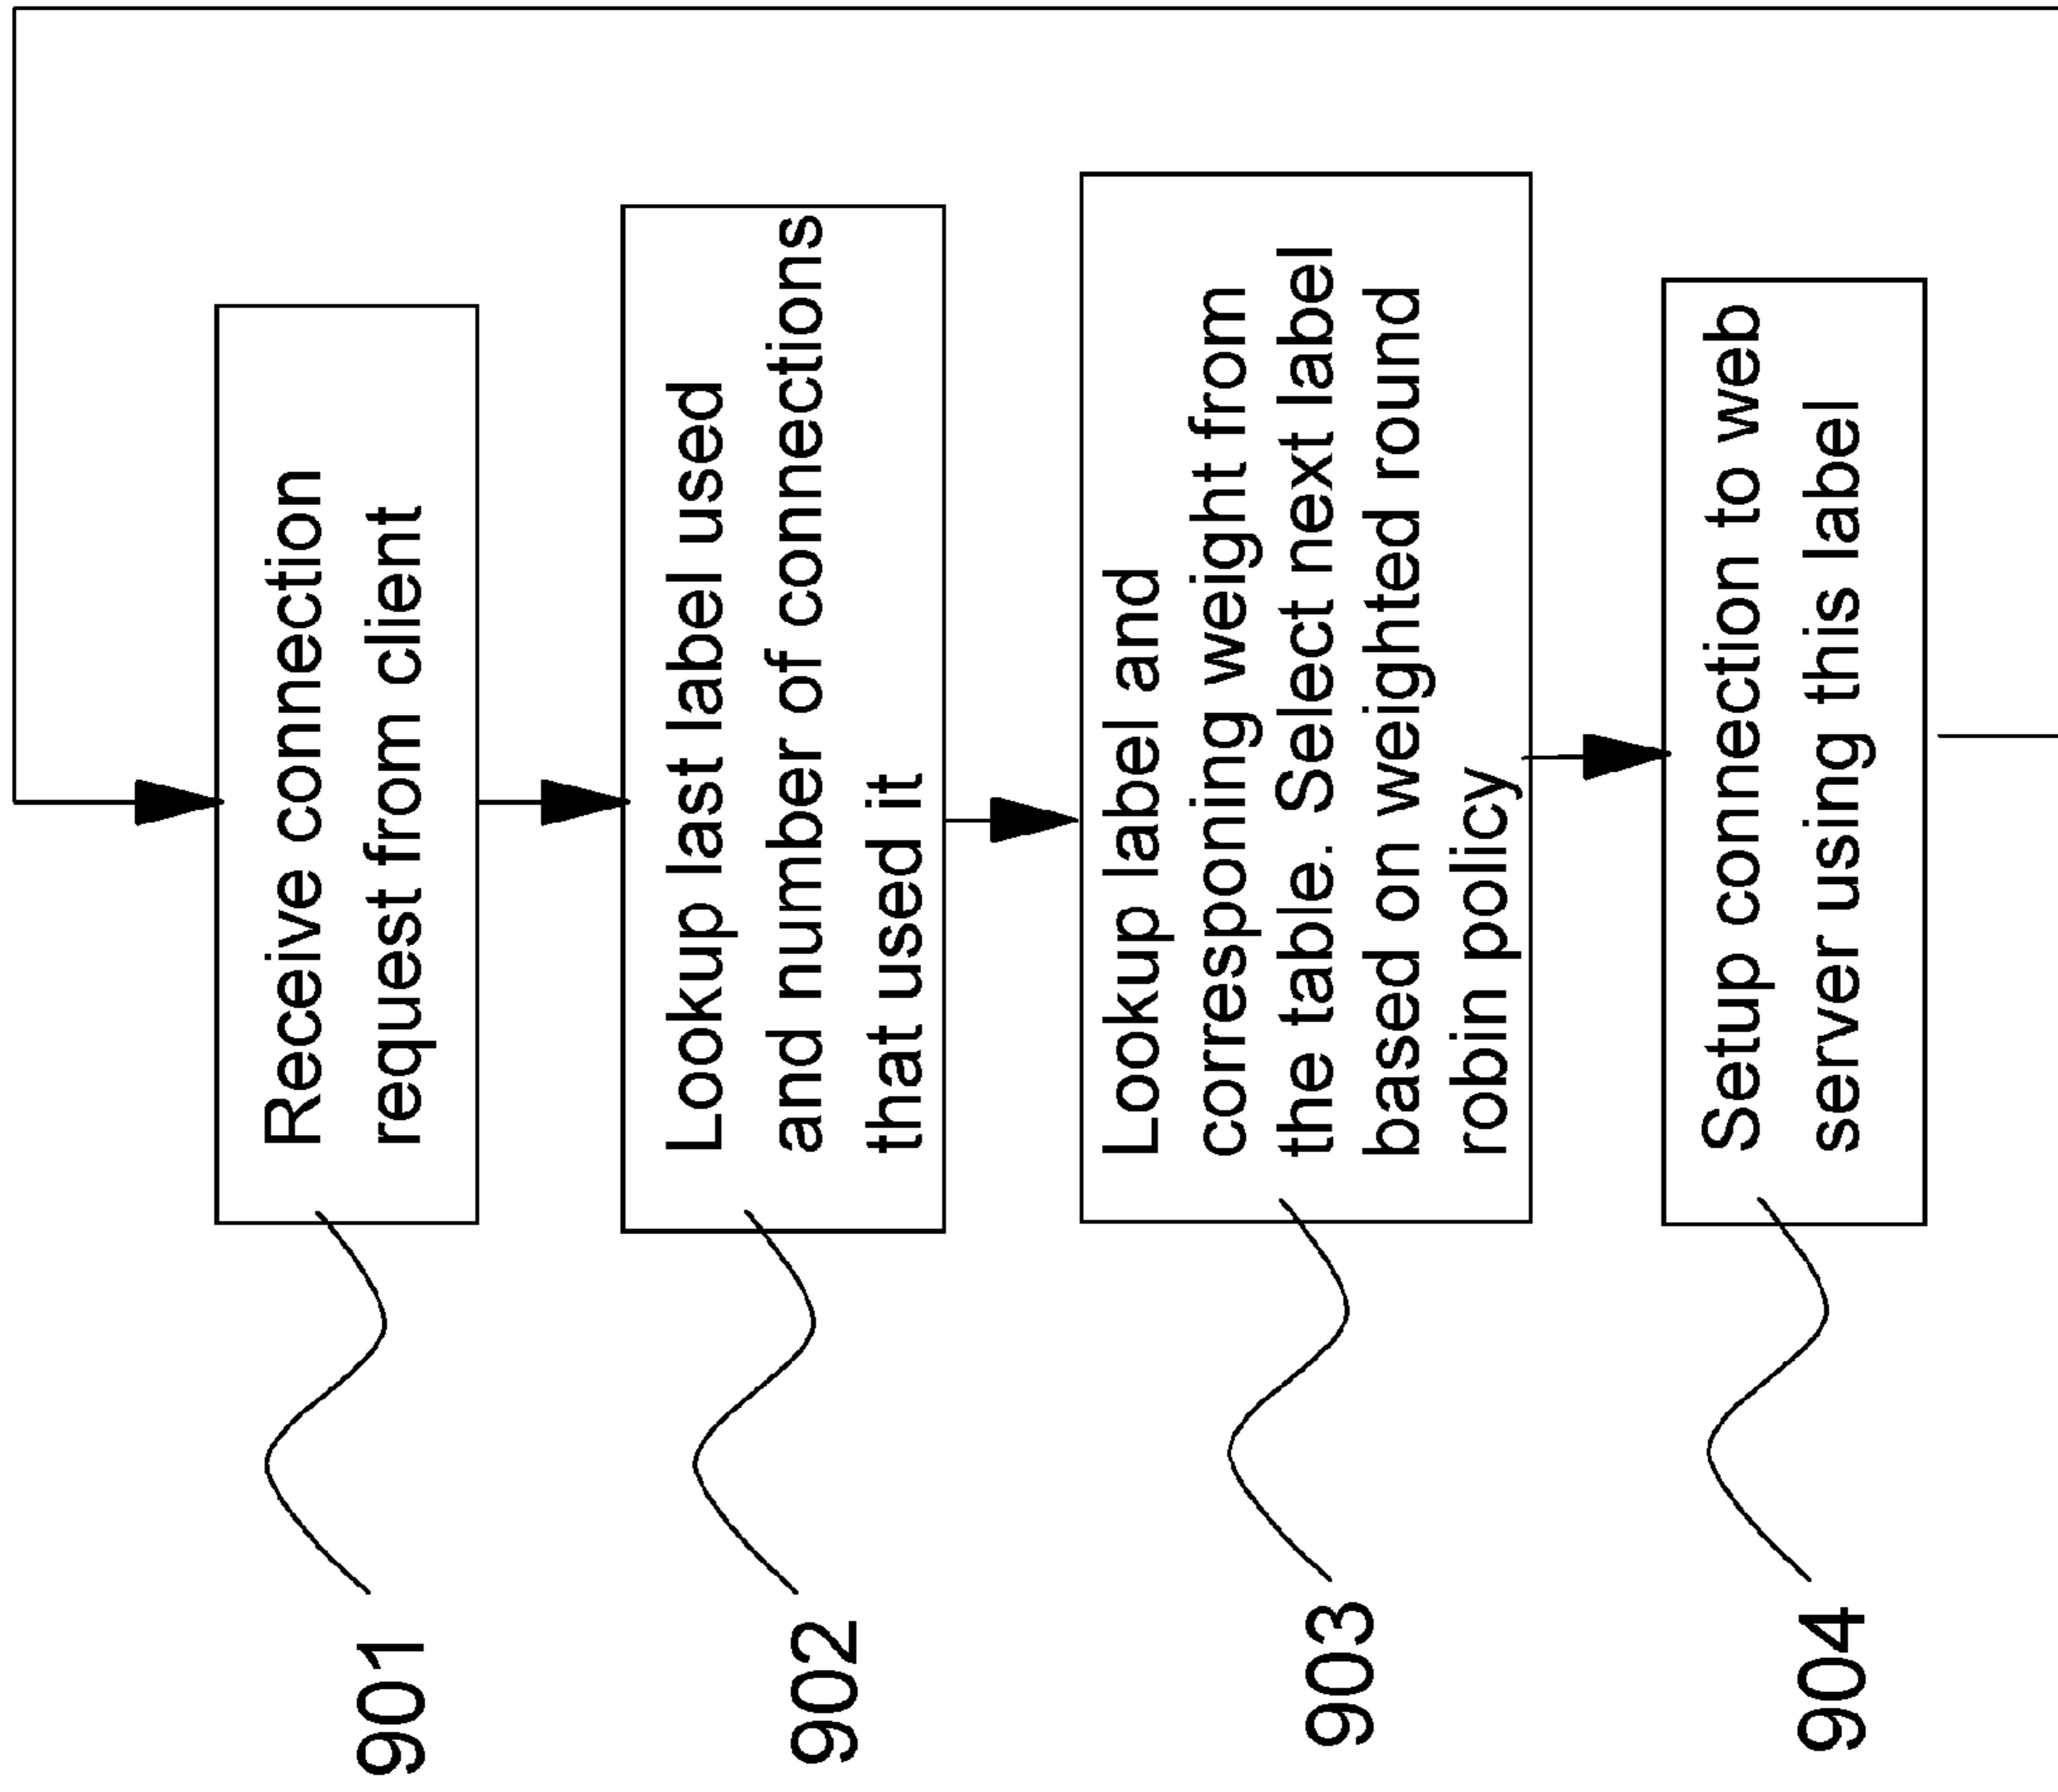 901
Receive connection
request from client
902
Lookup last label used
and number of connections
that used it
903
Lookup label and
corresponing weight from
the table. Select next label
based on weighted round
robin policy
904
Setup connection to web
server using this label